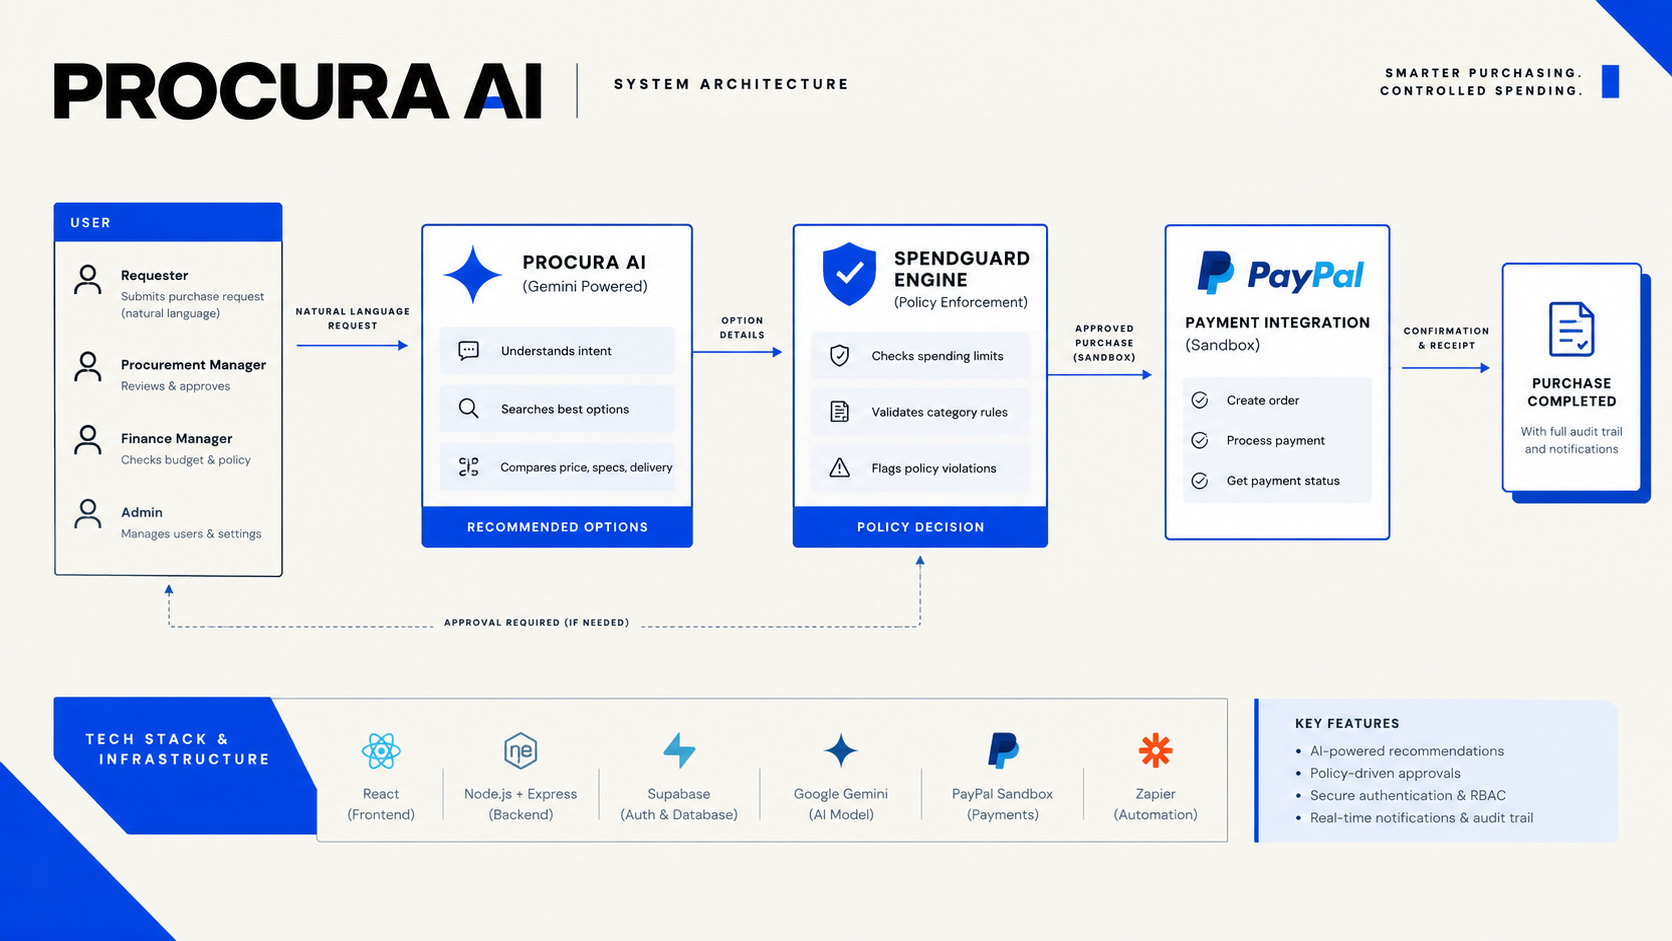 PROCURA AI
SYSTEM ARCHITECTURE
SMARTER PURCHASING.
CONTROLLED SPENDING.
USER
Requester
Submits purchase request
(natural language)
Procurement Manager
Reviews & approves
Finance Manager
Checks budget & policy
Admin
Manages users & settings
NATURAL LANGUAGE
REQUEST
PROCURA AI
(Gemini Powered)
Understands intent
Searches best options
Compares price, specs, delivery
RECOMMENDED OPTIONS
OPTION
DETAILS
SPENDGUARD
ENGINE
(Policy Enforcement)
Checks spending limits
Validates category rules
Flags policy violations
POLICY DECISION
APPROVED
PURCHASE
(SANDBOX)
PayPal
PAYMENT INTEGRATION
(Sandbox)
Create order
Process payment
Get payment status
CONFIRMATION
& RECEIPT
PURCHASE
COMPLETED
With full audit trail
and notifications
APPROVAL REQUIRED (IF NEEDED)
TECH STACK &
INFRASTRUCTURE
React
(Frontend)
Node.js + Express
(Backend)
Supabase
(Auth & Database)
Google Gemini
(AI Model)
PayPal Sandbox
(Payments)
Zapier
(Automation)
KEY FEATURES
• AI-powered recommendations
• Policy-driven approvals
• Secure authentication & RBAC
• Real-time notifications & audit trail